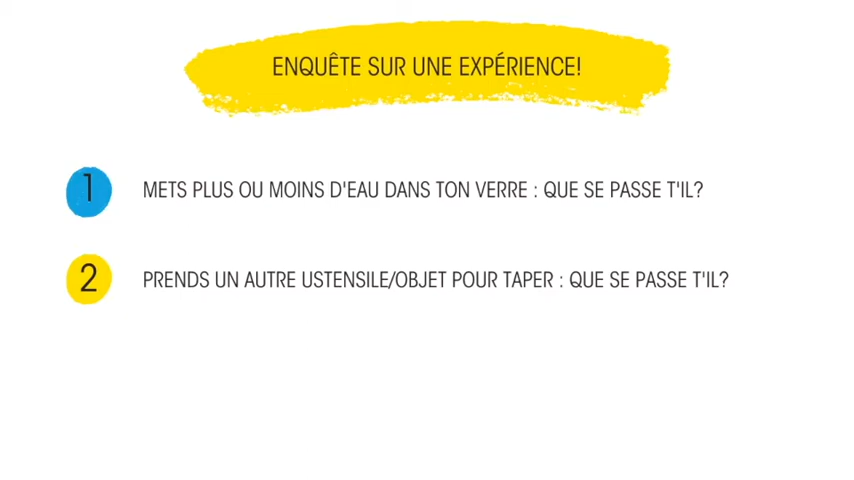 ENQUÊTE SUR UNE EXPÉRIENCE!
1 METS PLUS OU MOINS D'EAU DANS TON VERRE : QUE SE PASSE T'IL?
2 PRENDS UN AUTRE USTENSILE/OBJET POUR TAPER : QUE SE PASSE T'IL?